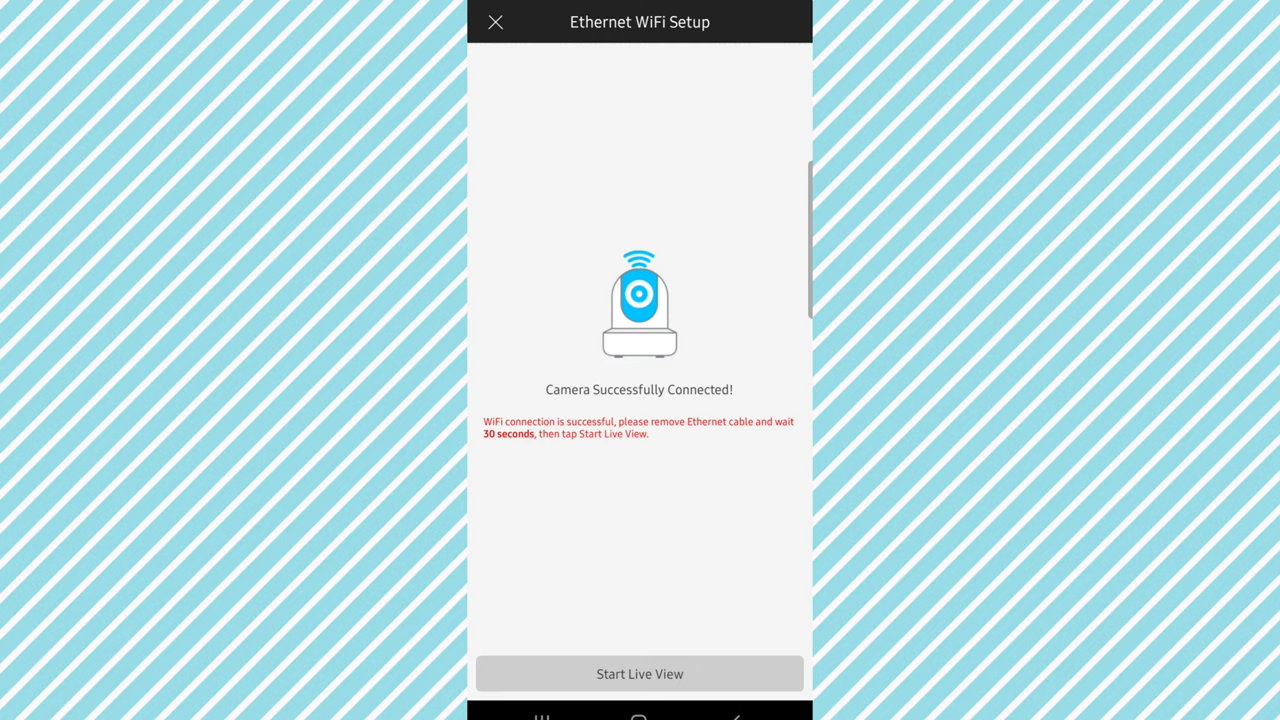 Ethernet WiFi Setup
Camera Successfully Connected!
WiFi connection is successful, please remove Ethernet cable and wait
30 seconds, then tap Start Live View.
Start Live View